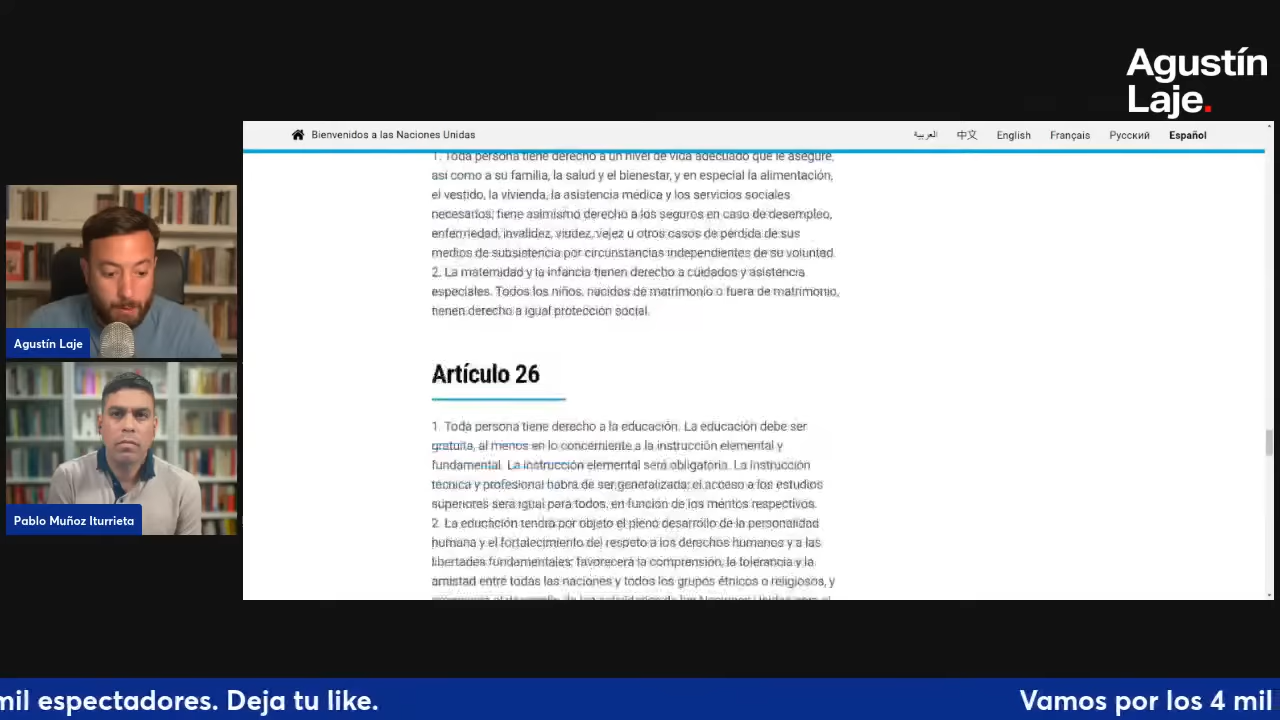 Agustín
Laje.
Bienvenidos a las Naciones Unidas
العربية
中文
English
Français
Русский
Español
1. Toda persona tiene derecho a un nivel de vida adecuado que le asegure,
así como a su familia, la salud y el bienestar, y en especial la alimentación,
el vestido, la vivienda, la asistencia médica y los servicios sociales
necesarios; tiene asimismo derecho a los seguros en caso de desempleo,
enfermedad, invalidez, viudez, vejez u otros casos de pérdida de sus
medios de subsistencia por circunstancias independientes de su voluntad.
2. La maternidad y la infancia tienen derecho a cuidados y asistencia
especiales. Todos los niños, nacidos de matrimonio o fuera de matrimonio,
tienen derecho a igual protección social.
Artículo 26
1. Toda persona tiene derecho a la educación. La educación debe ser
gratuita, al menos en lo concerniente a la instrucción elemental y
fundamental. La instrucción elemental será obligatoria. La instrucción
técnica y profesional habrá de ser generalizada; el acceso a los estudios
superiores será igual para todos, en función de los méritos respectivos.
2. La educación tendrá por objeto el pleno desarrollo de la personalidad
humana y el fortalecimiento del respeto a los derechos humanos y a las
libertades fundamentales; favorecerá la comprensión, la tolerancia y la
amistad entre todas las naciones y todos los grupos étnicos o religiosos, y
Agustín Laje
Pablo Muñoz Iturrieta
mil espectadores. Deja tu like.
Vamos por los 4 mil